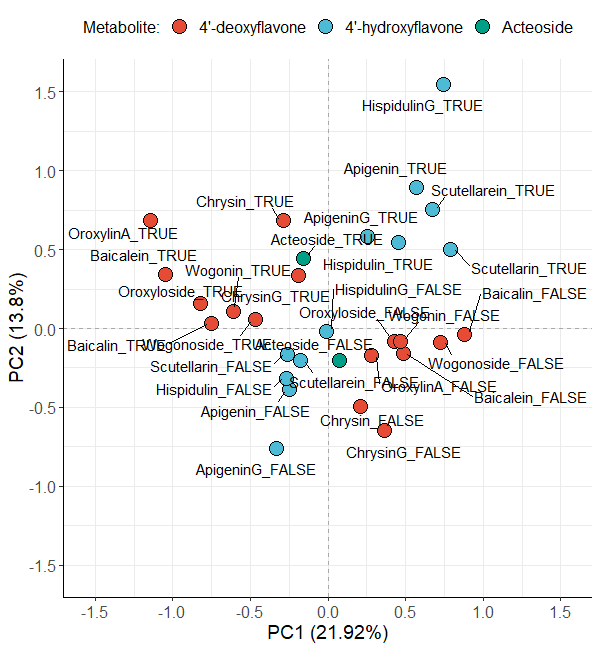 Metabolite: 4'-deoxyflavone 4'-hydroxyflavone Acteoside
PC2 (13.8%)
1.5
1.0
0.5
0.0
-0.5
-1.0
-1.5
HispidulinG_TRUE
Apigenin_TRUE
Scutellarein_TRUE
Chrysin_TRUE
ApigeninG_TRUE
OroxylinA_TRUE
Acteoside_TRUE
Baicalein_TRUE
Hispidulin_TRUE
Scutellarin_TRUE
Wogonin_TRUE
Oroxyloside_TRUE
HispidulinG_FALSE
Baicalin_FALSE
ChrysinG_TRUE
Oroxyloside_FALSE
Wogonin_FALSE
Baicalin_TRUE
Wogonoside_TRUE
Acteoside_FALSE
Scutellarin_FALSE
Wogonoside_FALSE
Scutellarein_FALSE
OroxylinA_FALSE
Hispidulin_FALSE
Baicalein_FALSE
Apigenin_FALSE
Chrysin_FALSE
ChrysinG_FALSE
ApigeninG_FALSE
-1.5 -1.0 -0.5 0.0 0.5 1.0 1.5
PC1 (21.92%)